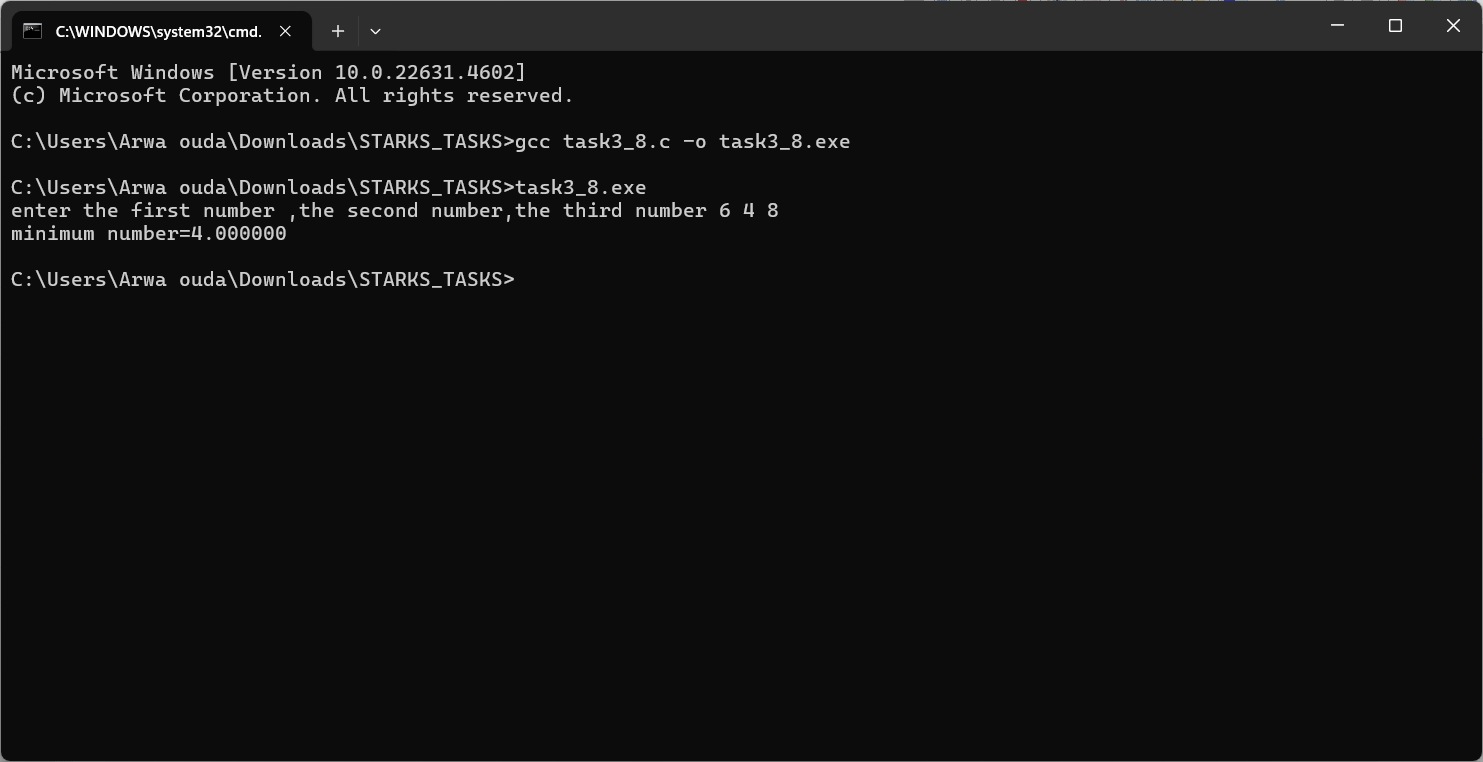 C:\WINDOWS\system32\cmd.
Microsoft Windows [Version 10.0.22631.4602]
(c) Microsoft Corporation. All rights reserved.
C:\Users\Arwa ouda\Downloads\STARKS_TASKS>gcc task3_8.c -o task3_8.exe
C:\Users\Arwa ouda\Downloads\STARKS_TASKS>task3_8.exe
enter the first number ,the second number,the third number 6 4 8
minimum number=4.000000
C:\Users\Arwa ouda\Downloads\STARKS_TASKS>